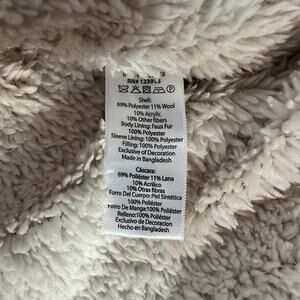 Shell:
69% Polyester 11% Wool
10% Acrylic
10% Other fibers
Body Lining: Faux Fur
100% Polyester
Sleeve Lining: 100% Polyester
Filling: 100% Polyester
Exclusive of Decoration
Made in Bangladesh
Cáscara:
69% Poliéster 11% Lana
10% Acrílico
10% Otras fibras
Forro Del Cuerpo: Piel Sintética
100% Poliéster
Forro De Manga:100% Poliéster
Relleno:100% Poliéster
Exclusivo de Decoracion
Hecho en Bangladesh